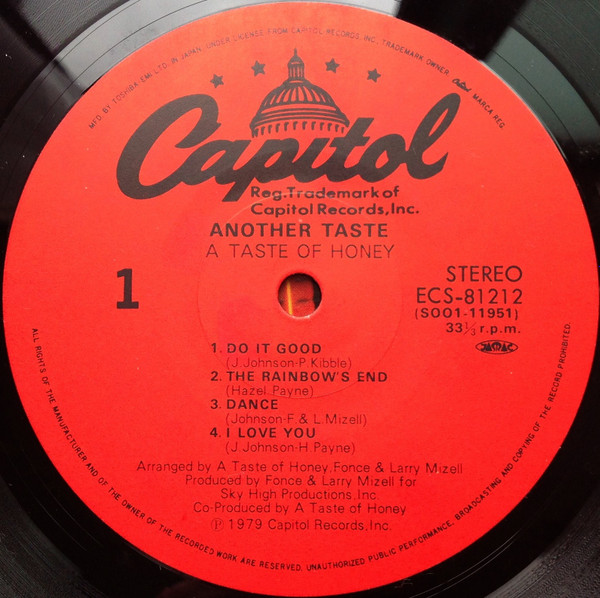 MFD. BY TOSHIBA-EMI LTD. IN JAPAN, UNDER LICENSE FROM CAPITOL RECORDS, INC. TRADEMARK OWNER. Capitol MARCA REG.
Capitol
Reg.Trademark of
Capitol Records,Inc.
ANOTHER TASTE
A TASTE OF HONEY
1
STEREO
ECS-81212
(SOO1-11951)
33⅓ r.p.m.
JASRAC
1. DO IT GOOD
(J.Johnson-P.Kibble)
2. THE RAINBOW'S END
(Hazel.Payne)
3. DANCE
(Johnson-F.& L.Mizell)
4. I LOVE YOU
(J.Johnson-H.Payne)
Arranged by A Taste of Honey.Fonce & Larry Mizell
Produced by Fonce & Larry Mizell for
Sky High Productions,Inc.
Co-Produced by A Taste of Honey
℗ 1979 Capitol Records,Inc.
ALL RIGHTS OF THE MANUFACTURER AND OF THE OWNER OF THE RECORDED WORK ARE RESERVED. UNAUTHORIZED PUBLIC PERFORMANCE, BROADCASTING AND COPYING OF THE RECORD PROHIBITED.